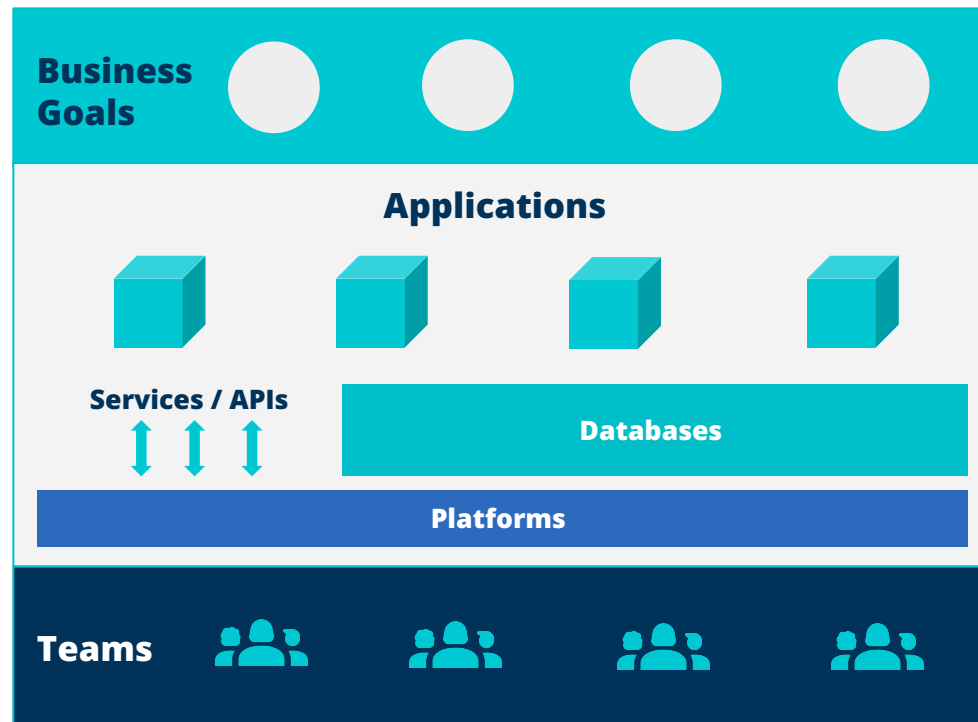 Business
Goals
Applications
Services / APIs
Databases
Platforms
Teams